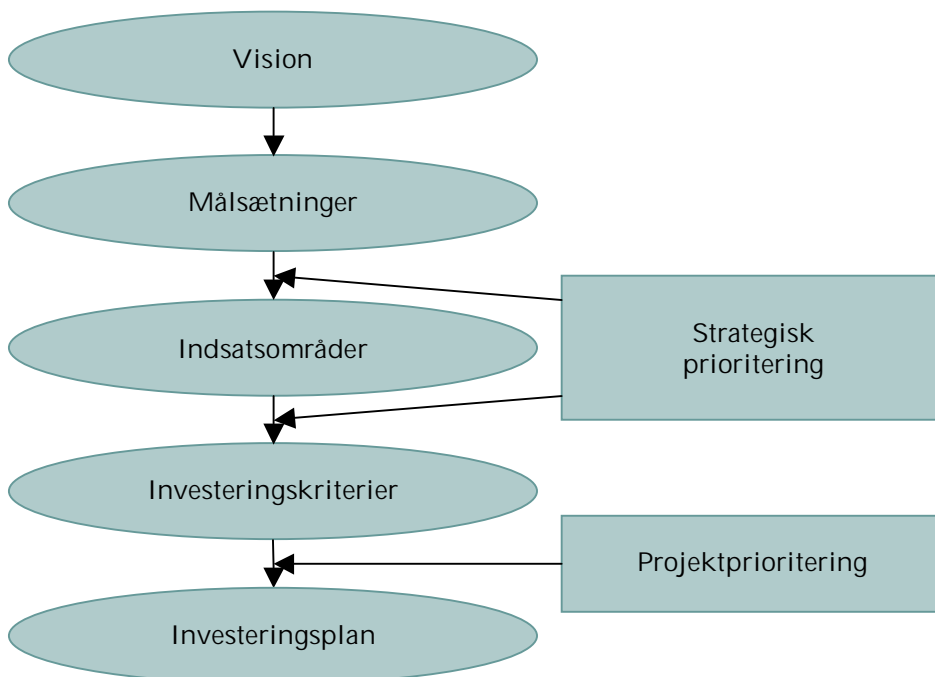 Vision
Målsætninger
Indsatsområder
Strategisk
prioritering
Investeringskriterier
Projektprioritering
Investeringsplan